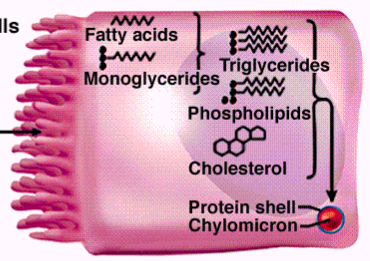 lls
Fatty acids
Monoglycerides
Triglycerides
Phospholipids
Cholesterol
Protein shell
Chylomicron